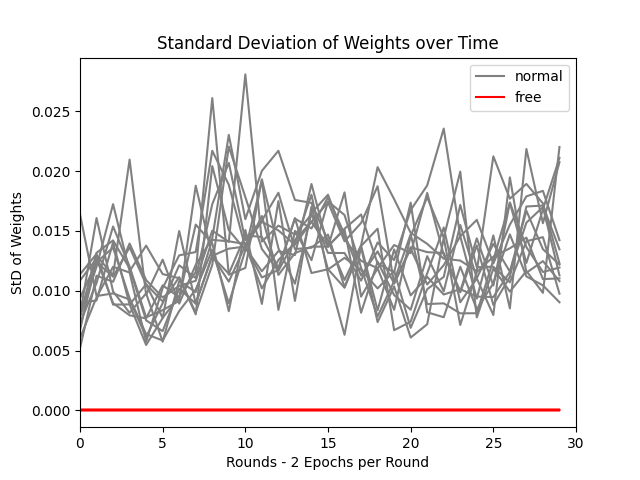 Standard Deviation of Weights over Time
normal
free
StD of Weights
0.025
0.020
0.015
0.010
0.005
0.000
0 5 10 15 20 25 30
Rounds - 2 Epochs per Round